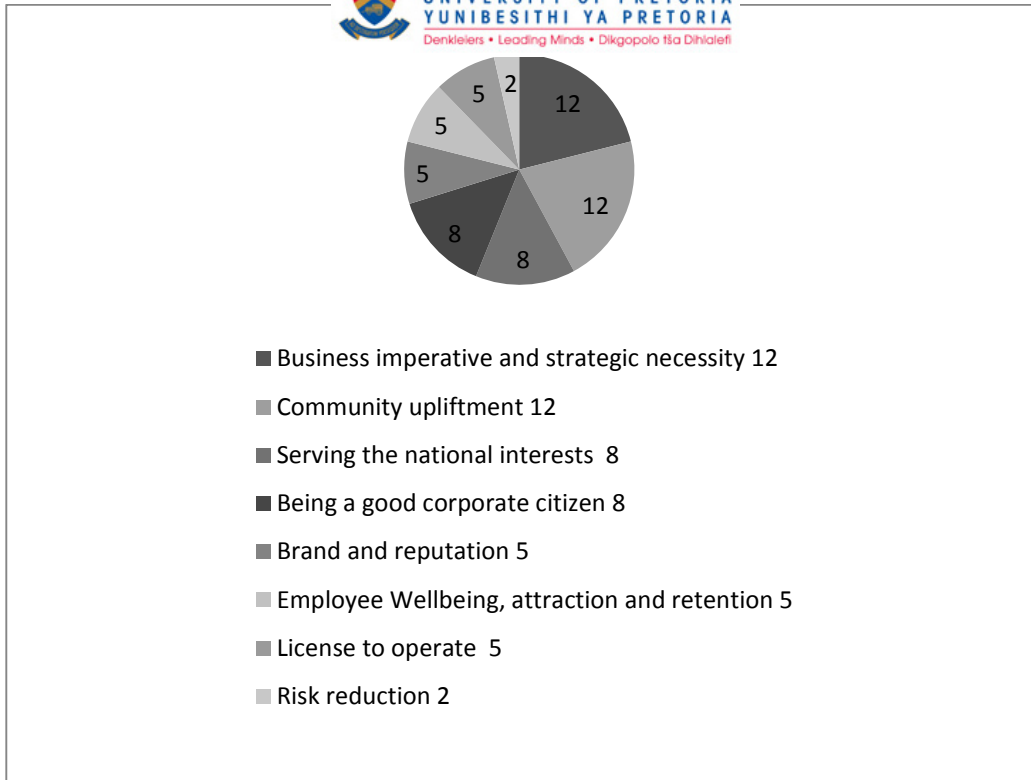 YUNIBESITHI YA PRETORIA
Denkleiers • Leading Minds • Dikgopolo tša Dihlalefi
2
5
12
5
5
12
8
8
Business imperative and strategic necessity 12
Community upliftment 12
Serving the national interests 8
Being a good corporate citizen 8
Brand and reputation 5
Employee Wellbeing, attraction and retention 5
License to operate 5
Risk reduction 2